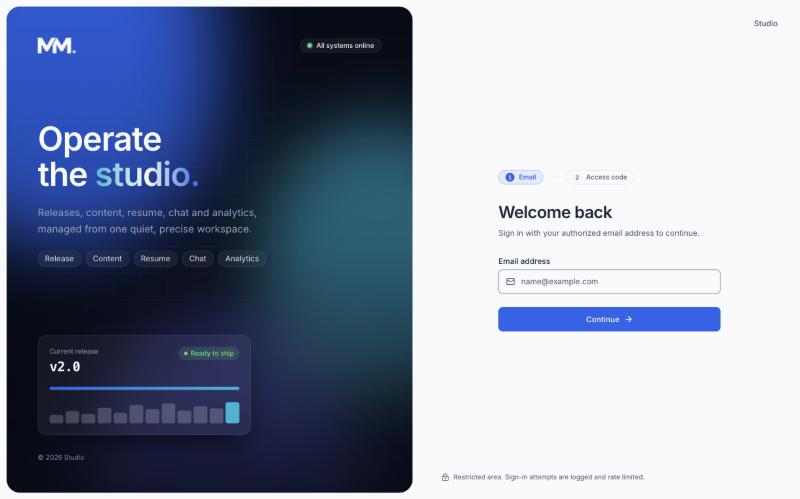 MM.
All systems online
Operate
the studio.
Releases, content, resume, chat and analytics,
managed from one quiet, precise workspace.
Release
Content
Resume
Chat
Analytics
Current release
Ready to ship
v2.0
© 2026 Studio
Studio
1 Email
2 Access code
Welcome back
Sign in with your authorized email address to continue.
Email address
name@example.com
Continue →
Restricted area. Sign-in attempts are logged and rate limited.